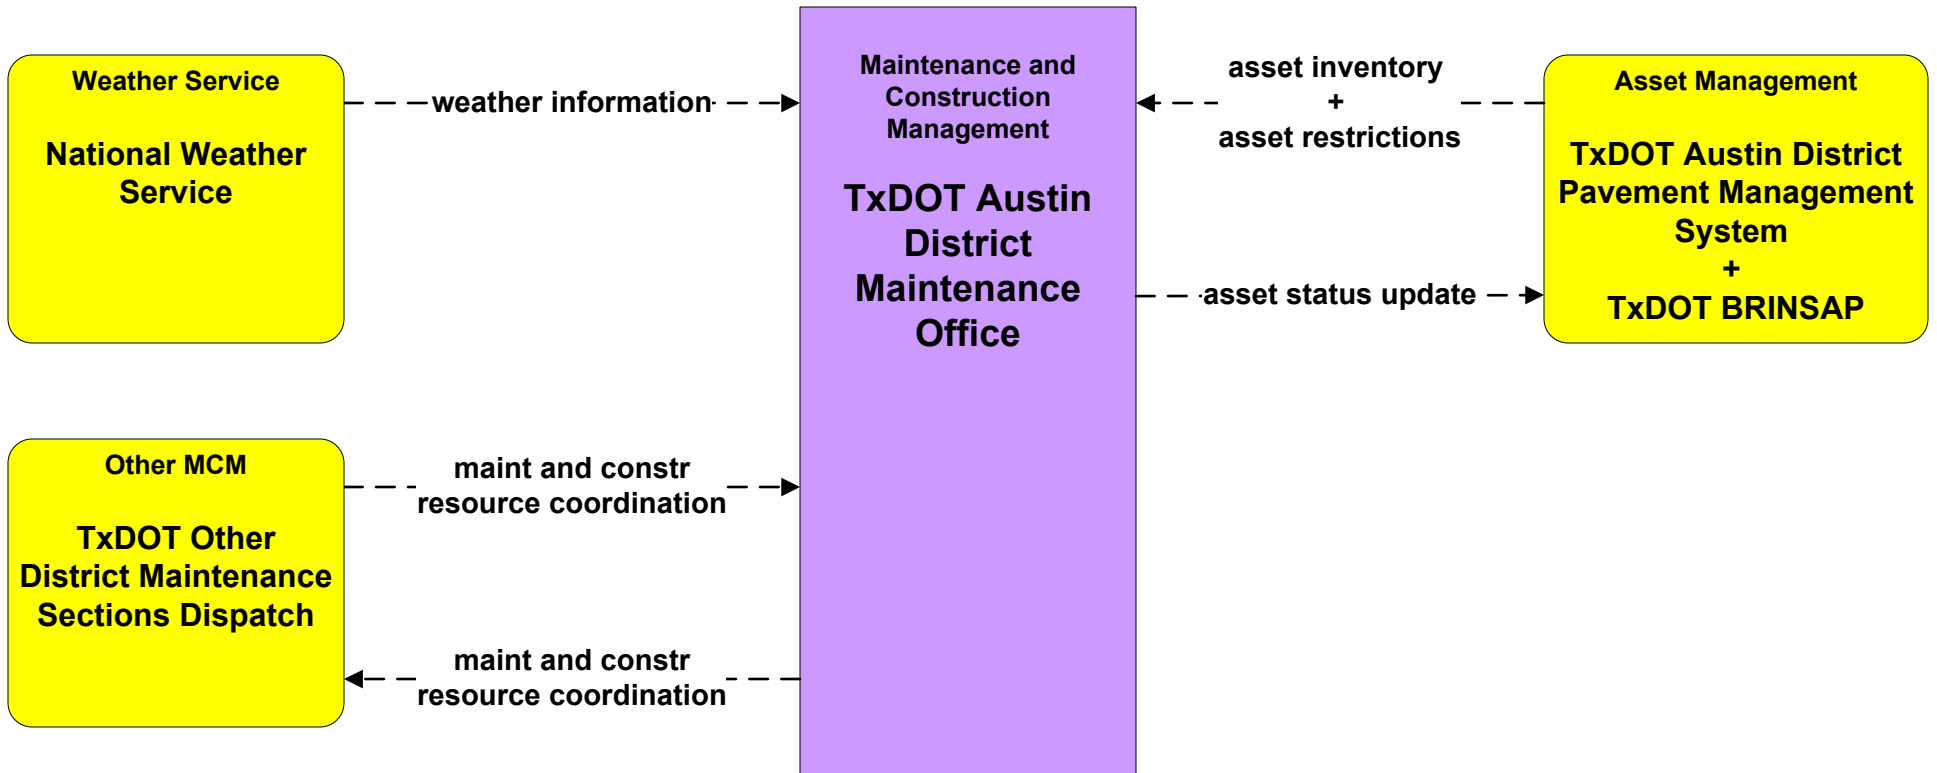 Weather Service
National Weather
Service
weather information
Maintenance and
Construction
Management
TxDOT Austin
District
Maintenance
Office
asset inventory
+
asset restrictions
asset status update
Asset Management
TxDOT Austin District
Pavement Management
System
+
TxDOT BRINSAP
Other MCM
TxDOT Other
District Maintenance
Sections Dispatch
maint and constr
resource coordination
maint and constr
resource coordination